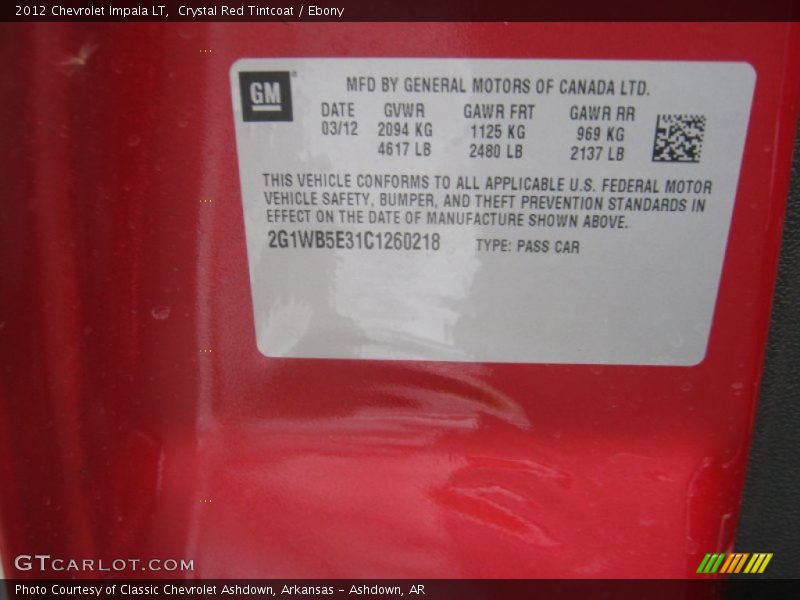 2012 Chevrolet Impala LT,  Crystal Red Tintcoat / Ebony
GM
MFD BY GENERAL MOTORS OF CANADA LTD.
DATE GVWR GAWR FRT GAWR RR
03/12 2094 KG 1125 KG 969 KG
4617 LB 2480 LB 2137 LB
THIS VEHICLE CONFORMS TO ALL APPLICABLE U.S. FEDERAL MOTOR
VEHICLE SAFETY, BUMPER, AND THEFT PREVENTION STANDARDS IN
EFFECT ON THE DATE OF MANUFACTURE SHOWN ABOVE.
2G1WB5E31C1260218 TYPE: PASS CAR
GTCARLOT.COM
Photo Courtesy of Classic Chevrolet Ashdown, Arkansas - Ashdown, AR